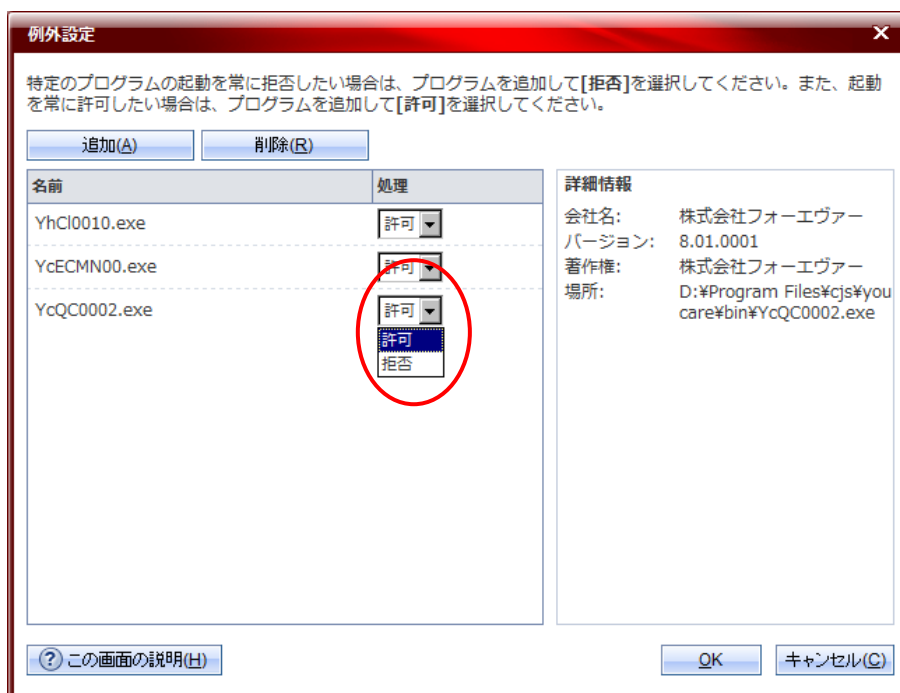 例外設定
特定のプログラムの起動を常に拒否したい場合は、プログラムを追加して[拒否]を選択してください。また、起動
を常に許可したい場合は、プログラムを追加して[許可]を選択してください。
追加(A) 削除(R)
名前 処理
YhCl0010.exe 許可
YcECMN00.exe 許可
YcQC0002.exe 許可
許可
拒否
詳細情報
会社名: 株式会社フォーエヴァー
バージョン: 8.01.0001
著作権: 株式会社フォーエヴァー
場所: D:¥Program Files¥cjs¥you
care¥bin¥YcQC0002.exe
?この画面の説明(H) OK キャンセル(C)